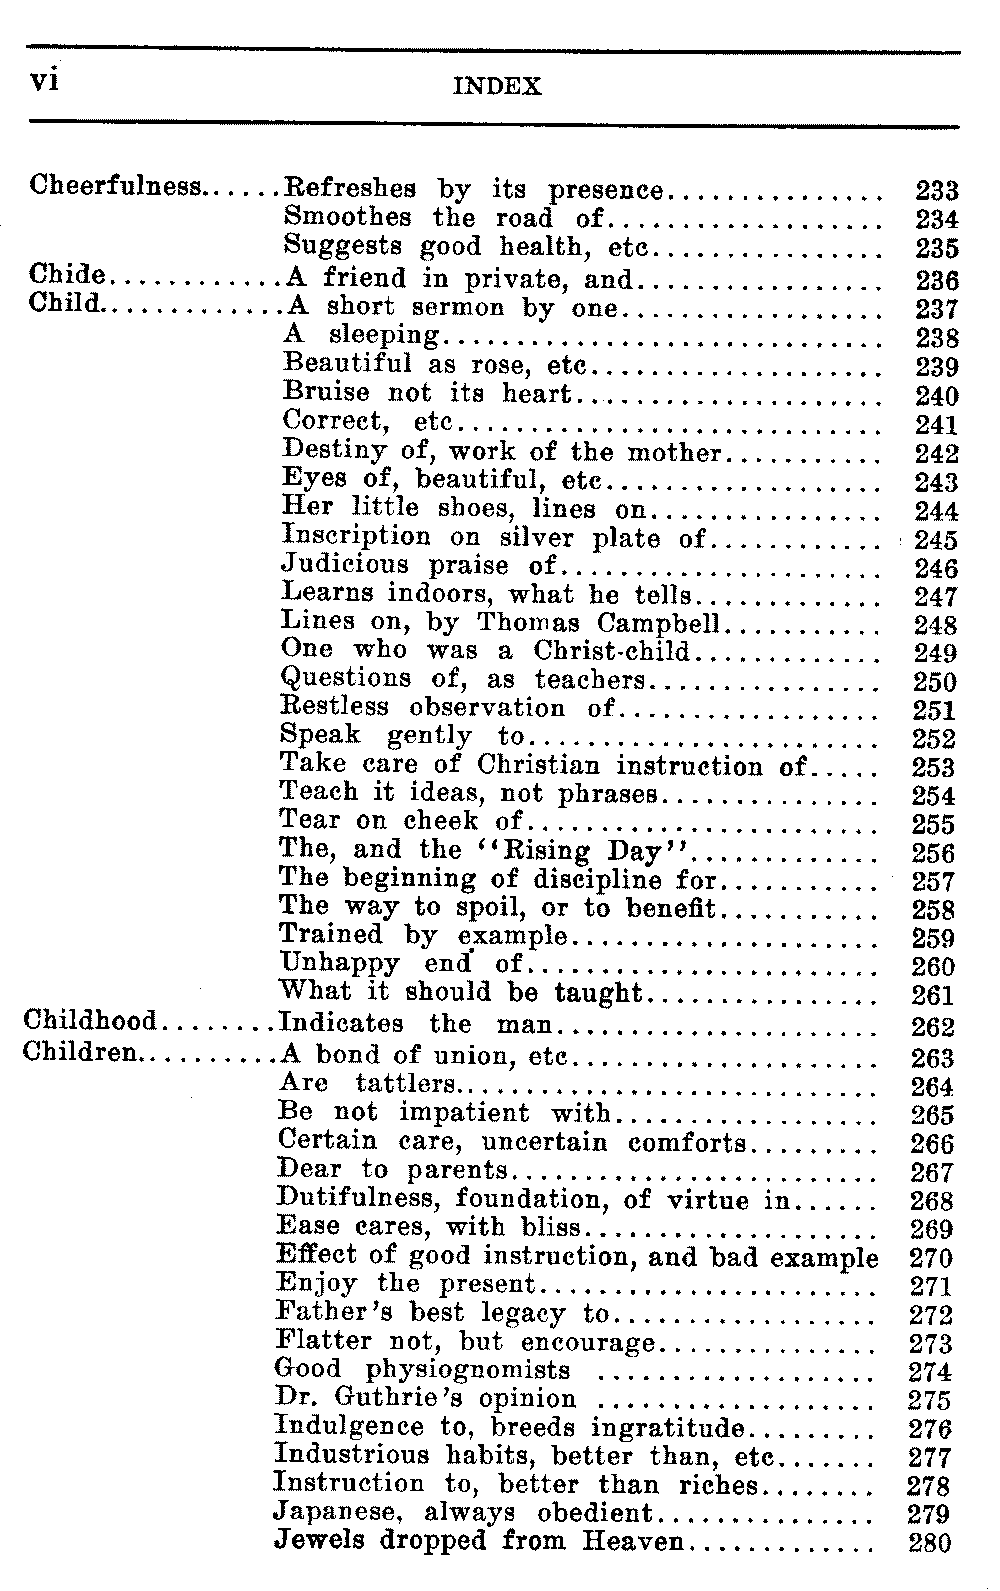 vi INDEX
Cheerfulness......Refreshes by its presence............... 233
Smoothes the road of................... 234
Suggests good health, etc................ 235
Chide............A friend in private, and................. 236
Child.............A short sermon by one.................. 237
A sleeping.............................. 238
Beautiful as rose, etc.................... 239
Bruise not its heart..................... 240
Correct, etc............................. 241
Destiny of, work of the mother........... 242
Eyes of, beautiful, etc................... 243
Her little shoes, lines on................ 244
Inscription on silver plate of............ 245
Judicious praise of...................... 246
Learns indoors, what he tells............. 247
Lines on, by Thomas Campbell........... 248
One who was a Christ-child............. 249
Questions of, as teachers................ 250
Restless observation of.................. 251
Speak gently to........................ 252
Take care of Christian instruction of..... 253
Teach it ideas, not phrases............... 254
Tear on cheek of........................ 255
The, and the "Rising Day"............. 256
The beginning of discipline for........... 257
The way to spoil, or to benefit........... 258
Trained by example..................... 259
Unhappy end of........................ 260
What it should be taught................ 261
Childhood........Indicates the man...................... 262
Children..........A bond of union, etc..................... 263
Are tattlers............................. 264
Be not impatient with.................. 265
Certain care, uncertain comforts......... 266
Dear to parents......................... 267
Dutifulness, foundation, of virtue in...... 268
Ease cares, with bliss.................... 269
Effect of good instruction, and bad example 270
Enjoy the present....................... 271
Father's best legacy to.................. 272
Flatter not, but encourage............... 273
Good physiognomists ................... 274
Dr. Guthrie's opinion ................... 275
Indulgence to, breeds ingratitude......... 276
Industrious habits, better than, etc....... 277
Instruction to, better than riches........ 278
Japanese, always obedient............... 279
Jewels dropped from Heaven............. 280